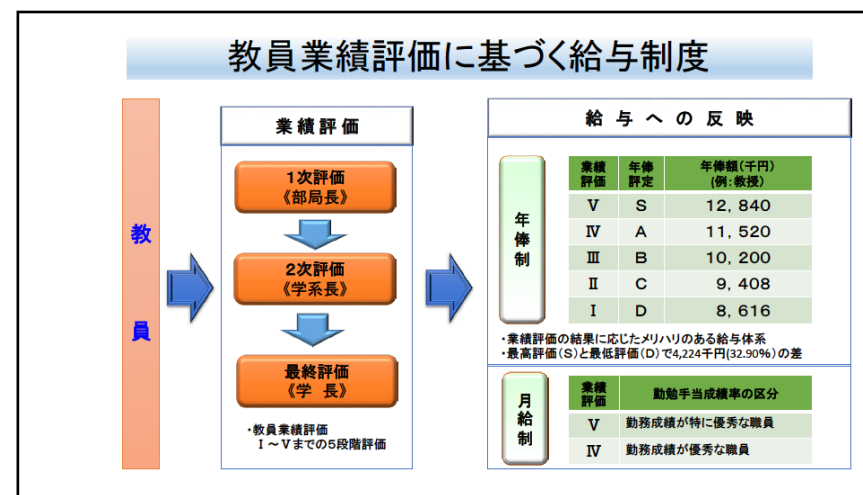 教員業績評価に基づく給与制度
教員
業績評価
1次評価
《部局長》
2次評価
《学系長》
最終評価
《学 長》
・教員業績評価
Ⅰ～Ⅴまでの5段階評価
給与への反映
年俸制
業績評価 年俸評定 年俸額(千円)(例:教授)
Ⅴ S 12,840
Ⅳ A 11,520
Ⅲ B 10,200
Ⅱ C 9,408
Ⅰ D 8,616
・業績評価の結果に応じたメリハリのある給与体系
・最高評価(S)と最低評価(D)で4,224千円(32.90%)の差
月給制
業績評価 勤勉手当成績率の区分
Ⅴ 勤務成績が特に優秀な職員
Ⅳ 勤務成績が優秀な職員